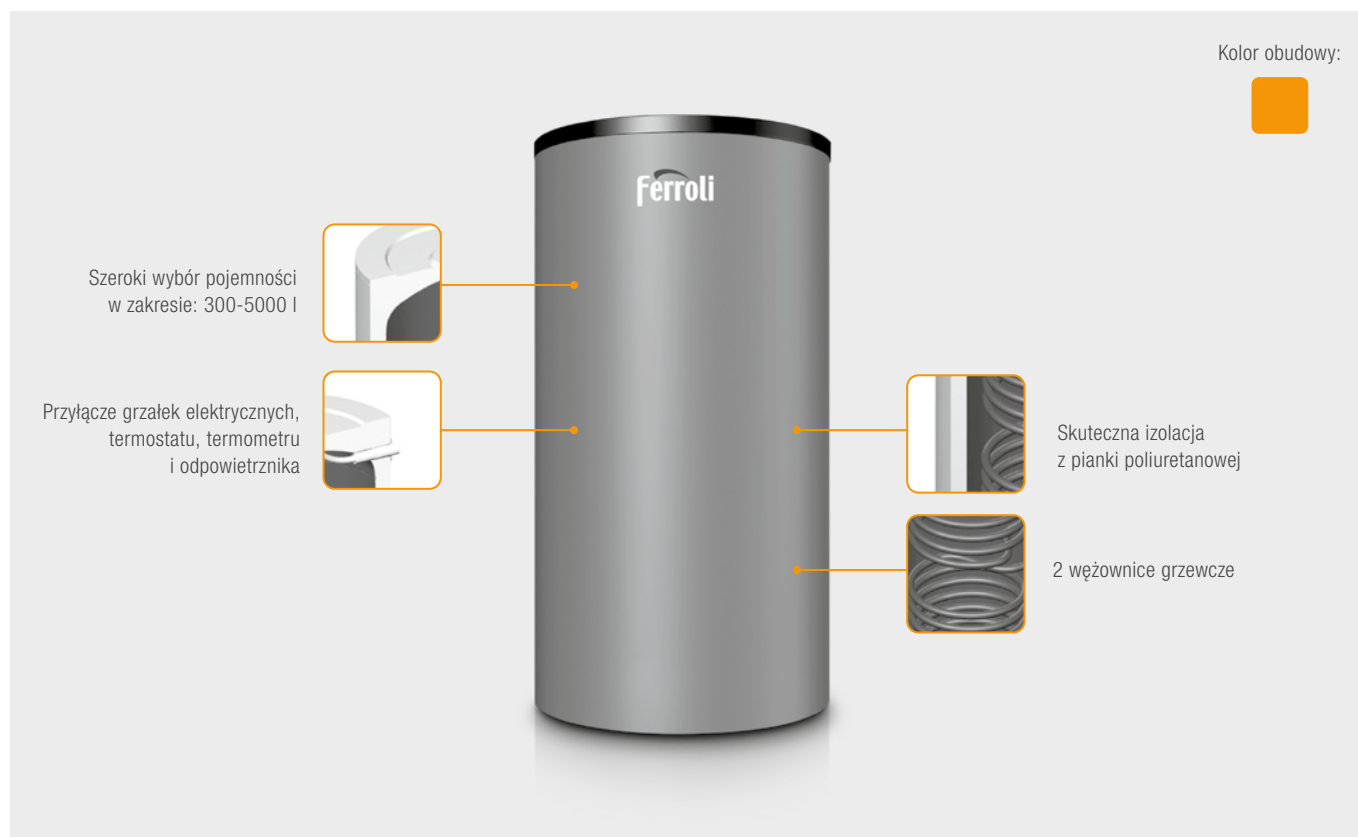 Kolor obudowy:
Ferroli
Szeroki wybór pojemności
w zakresie: 300-5000 l
Przyłącze grzałek elektrycznych,
termostatu, termometru
i odpowietrznika
Skuteczna izolacja
z pianki poliuretanowej
2 wężownice grzewcze